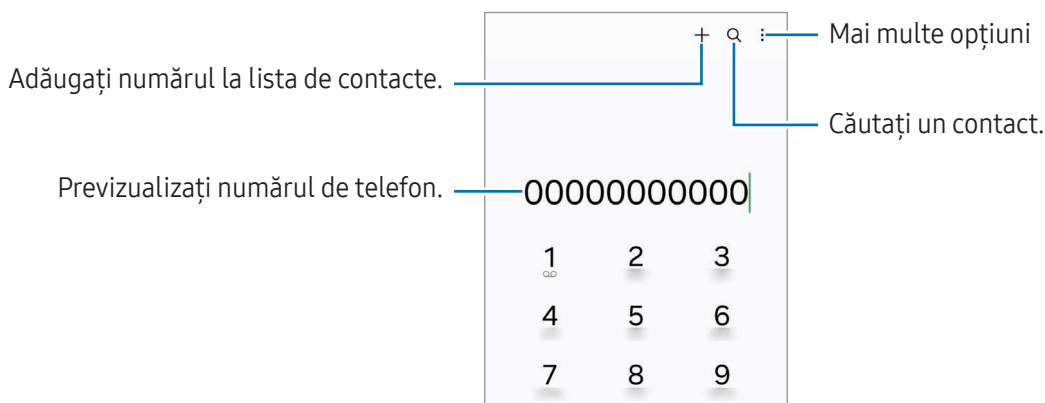 Mai multe opțiuni
Adăugați numărul la lista de contacte.
Căutați un contact.
Previzualizați numărul de telefon.
00000000000
1 2 3
4 5 6
7 8 9